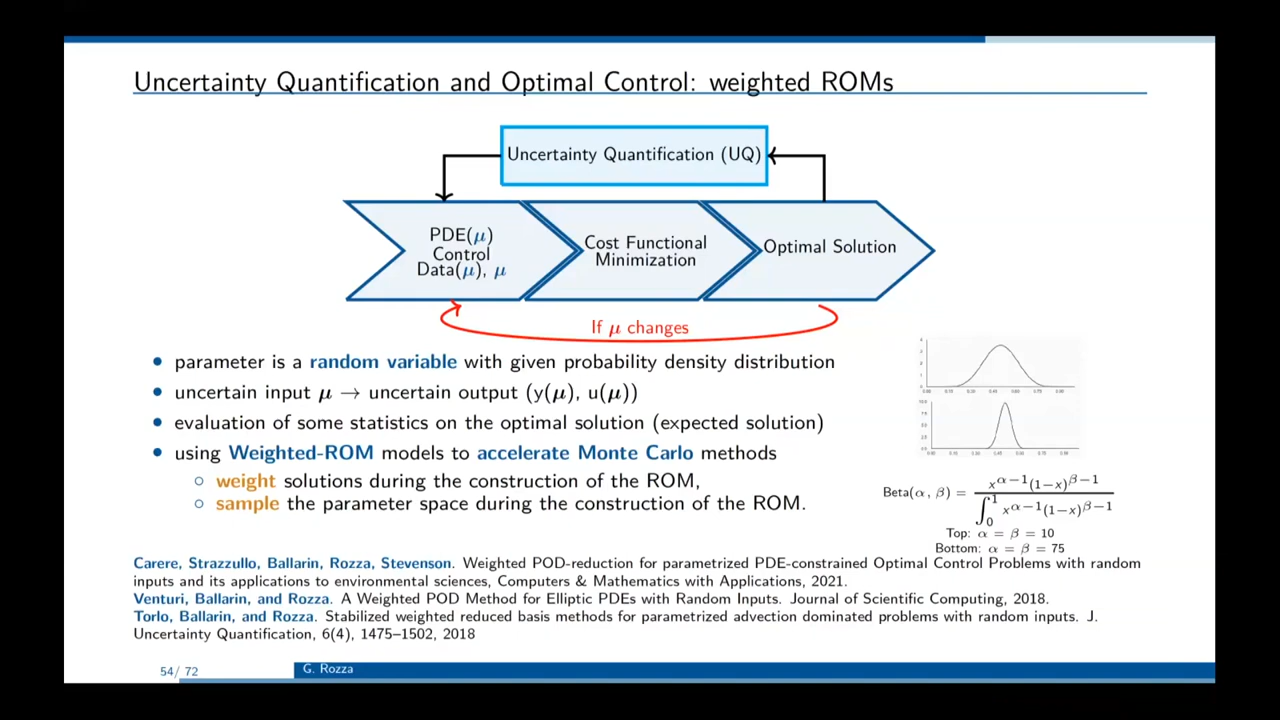 Uncertainty Quantification and Optimal Control: weighted ROMs
Uncertainty Quantification (UQ)
PDE(μ)
Control
Data(μ), μ
Cost Functional
Minimization
Optimal Solution
If μ changes
• parameter is a random variable with given probability density distribution
• uncertain input μ → uncertain output (y(μ), u(μ))
• evaluation of some statistics on the optimal solution (expected solution)
• using Weighted-ROM models to accelerate Monte Carlo methods
○ weight solutions during the construction of the ROM,
○ sample the parameter space during the construction of the ROM.
Beta(α, β) = x^{α−1}(1−x)^{β−1} / ∫_0^1 x^{α−1}(1−x)^{β−1}
Top: α = β = 10
Bottom: α = β = 75
Carere, Strazzullo, Ballarin, Rozza, Stevenson. Weighted POD-reduction for parametrized PDE-constrained Optimal Control Problems with random
inputs and its applications to environmental sciences, Computers & Mathematics with Applications, 2021.
Venturi, Ballarin, and Rozza. A Weighted POD Method for Elliptic PDEs with Random Inputs. Journal of Scientific Computing, 2018.
Torlo, Ballarin, and Rozza. Stabilized weighted reduced basis methods for parametrized advection dominated problems with random inputs. J.
Uncertainty Quantification, 6(4), 1475–1502, 2018
54/ 72
G. Rozza